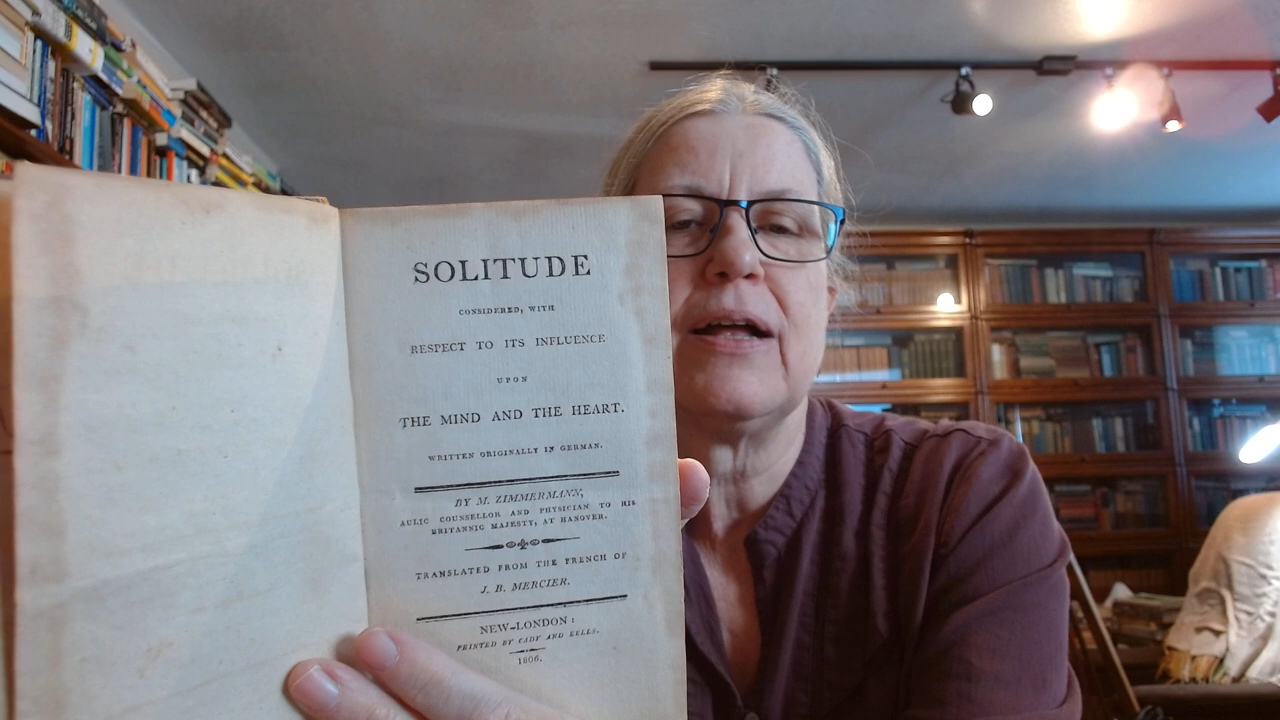 SOLITUDE
CONSIDERED, WITH
RESPECT TO ITS INFLUENCE
UPON
THE MIND AND THE HEART.
WRITTEN ORIGINALLY IN GERMAN.
BY M. ZIMMERMANN,
AULIC COUNSELLOR AND PHYSICIAN TO HIS
BRITANNIC MAJESTY, AT HANOVER.
TRANSLATED FROM THE FRENCH OF
J. B. MERCIER.
NEW-LONDON:
PRINTED BY CADY AND EELLS.
1806.